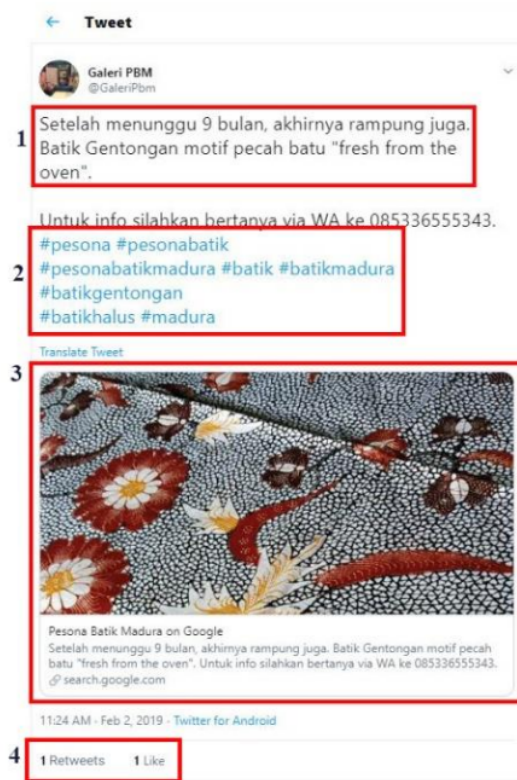 ← Tweet
Galeri PBM
@GaleriPbm
1
Setelah menunggu 9 bulan, akhirnya rampung juga.
Batik Gentongan motif pecah batu "fresh from the
oven".
Untuk info silahkan bertanya via WA ke 085336555343.
2
#pesona #pesonabatik
#pesonabatikmadura #batik #batikmadura
#batikgentongan
#batikhalus #madura
Translate Tweet
3
Pesona Batik Madura on Google
Setelah menunggu 9 bulan, akhirnya rampung juga. Batik Gentongan motif pecah
batu "fresh from the oven". Untuk info silahkan bertanya via WA ke 085336555343.
search.google.com
11:24 AM · Feb 2, 2019 · Twitter for Android
4
1 Retweets 1 Like